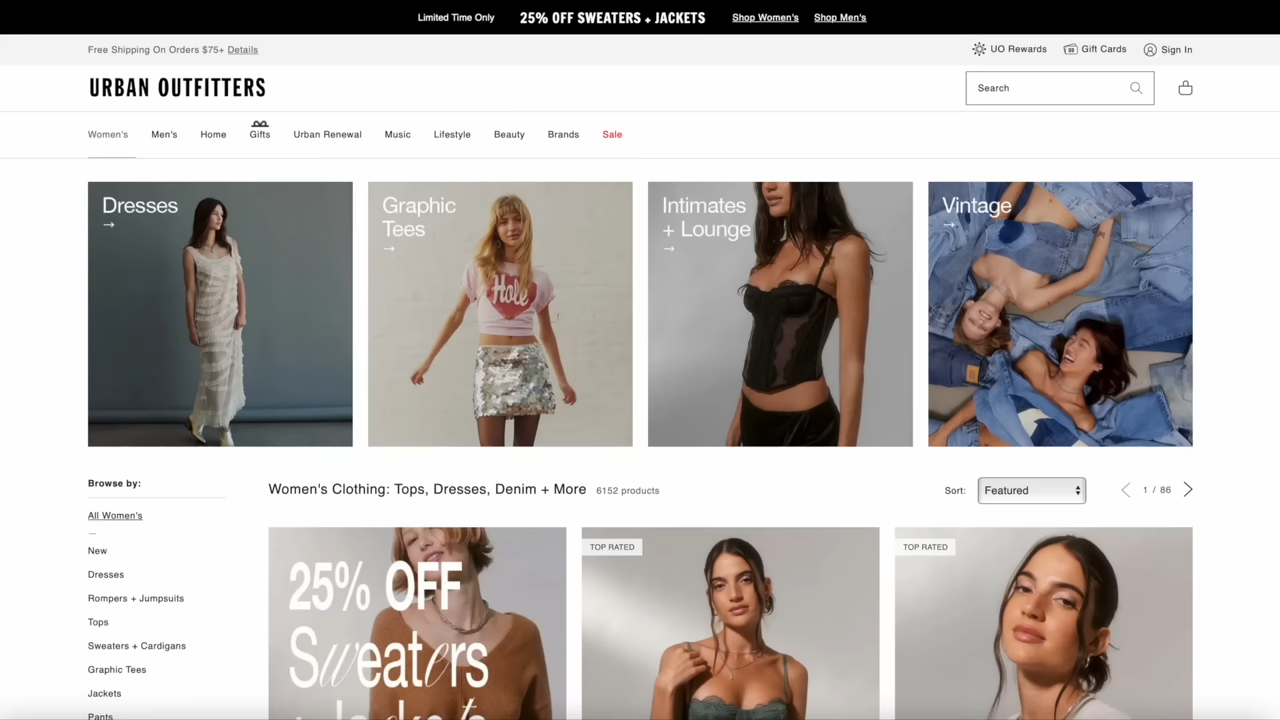 Limited Time Only 25% OFF SWEATERS + JACKETS Shop Women's Shop Men's
Free Shipping On Orders $75+ Details UO Rewards Gift Cards Sign In
URBAN OUTFITTERS Search
Women's Men's Home Gifts Urban Renewal Music Lifestyle Beauty Brands Sale
Dresses
→
Graphic
Tees
→
Hole
Intimates
+ Lounge
→
Vintage
→
Browse by:
Women's Clothing: Tops, Dresses, Denim + More 6152 products Sort: Featured 1 / 86
All Women's
—
New
Dresses
Rompers + Jumpsuits
Tops
Sweaters + Cardigans
Graphic Tees
Jackets
Pants
25% OFF
Sweaters
+ Jackets
TOP RATED
TOP RATED